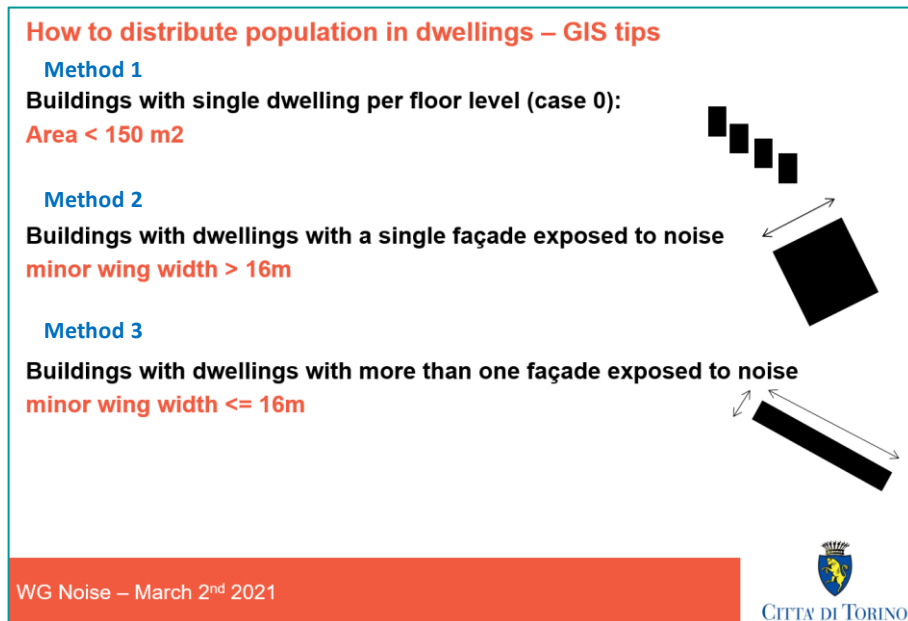 How to distribute population in dwellings – GIS tips
Method 1
Buildings with single dwelling per floor level (case 0):
Area < 150 m2
Method 2
Buildings with dwellings with a single façade exposed to noise
minor wing width > 16m
Method 3
Buildings with dwellings with more than one façade exposed to noise
minor wing width <= 16m
WG Noise – March 2nd 2021
CITTA' DI TORINO